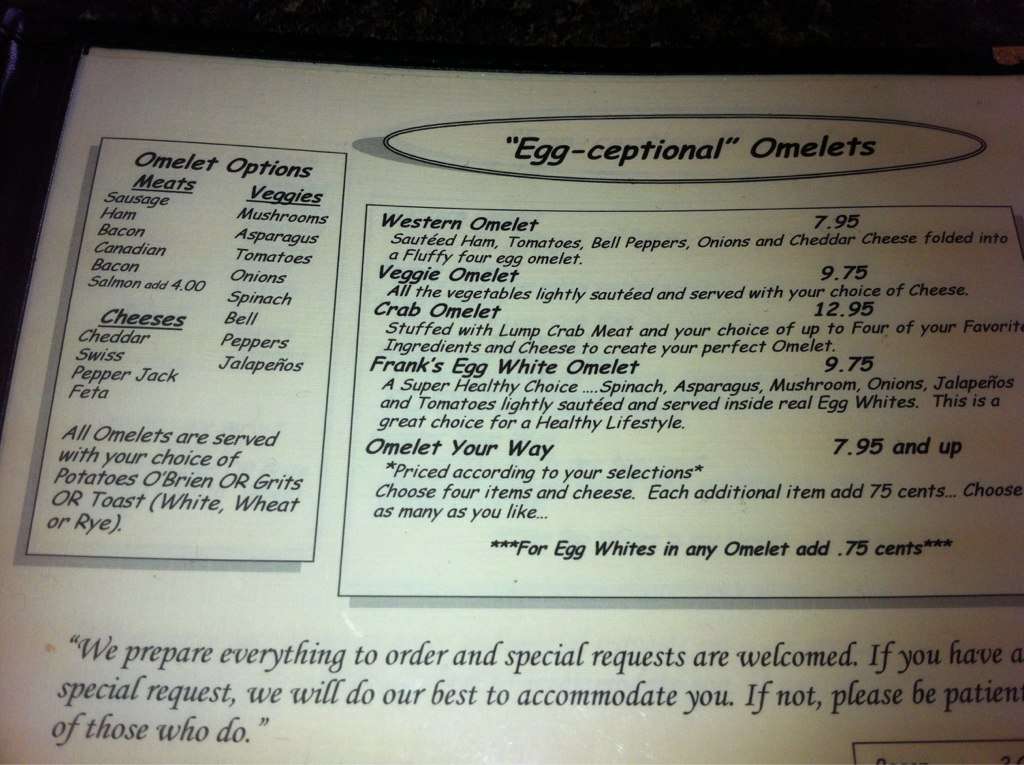 "Egg-ceptional" Omelets
Omelet Options
Meats
Sausage
Ham
Bacon
Canadian
Bacon
Salmon add 4.00
Cheeses
Cheddar
Swiss
Pepper Jack
Feta
Veggies
Mushrooms
Asparagus
Tomatoes
Onions
Spinach
Bell
Peppers
Jalapeños
All Omelets are served
with your choice of
Potatoes O'Brien OR Grits
OR Toast (White, Wheat
or Rye).
Western Omelet 7.95
Sautéed Ham, Tomatoes, Bell Peppers, Onions and Cheddar Cheese folded into
a Fluffy four egg omelet.
Veggie Omelet 9.75
All the vegetables lightly sautéed and served with your choice of Cheese.
Crab Omelet 12.95
Stuffed with Lump Crab Meat and your choice of up to Four of your Favorite
Ingredients and Cheese to create your perfect Omelet.
Frank's Egg White Omelet 9.75
A Super Healthy Choice ....Spinach, Asparagus, Mushroom, Onions, Jalapeños
and Tomatoes lightly sautéed and served inside real Egg Whites. This is a
great choice for a Healthy Lifestyle.
Omelet Your Way 7.95 and up
*Priced according to your selections*
Choose four items and cheese. Each additional item add 75 cents... Choose
as many as you like...
***For Egg Whites in any Omelet add .75 cents***
"We prepare everything to order and special requests are welcomed. If you have a
special request, we will do our best to accommodate you. If not, please be patient
of those who do."